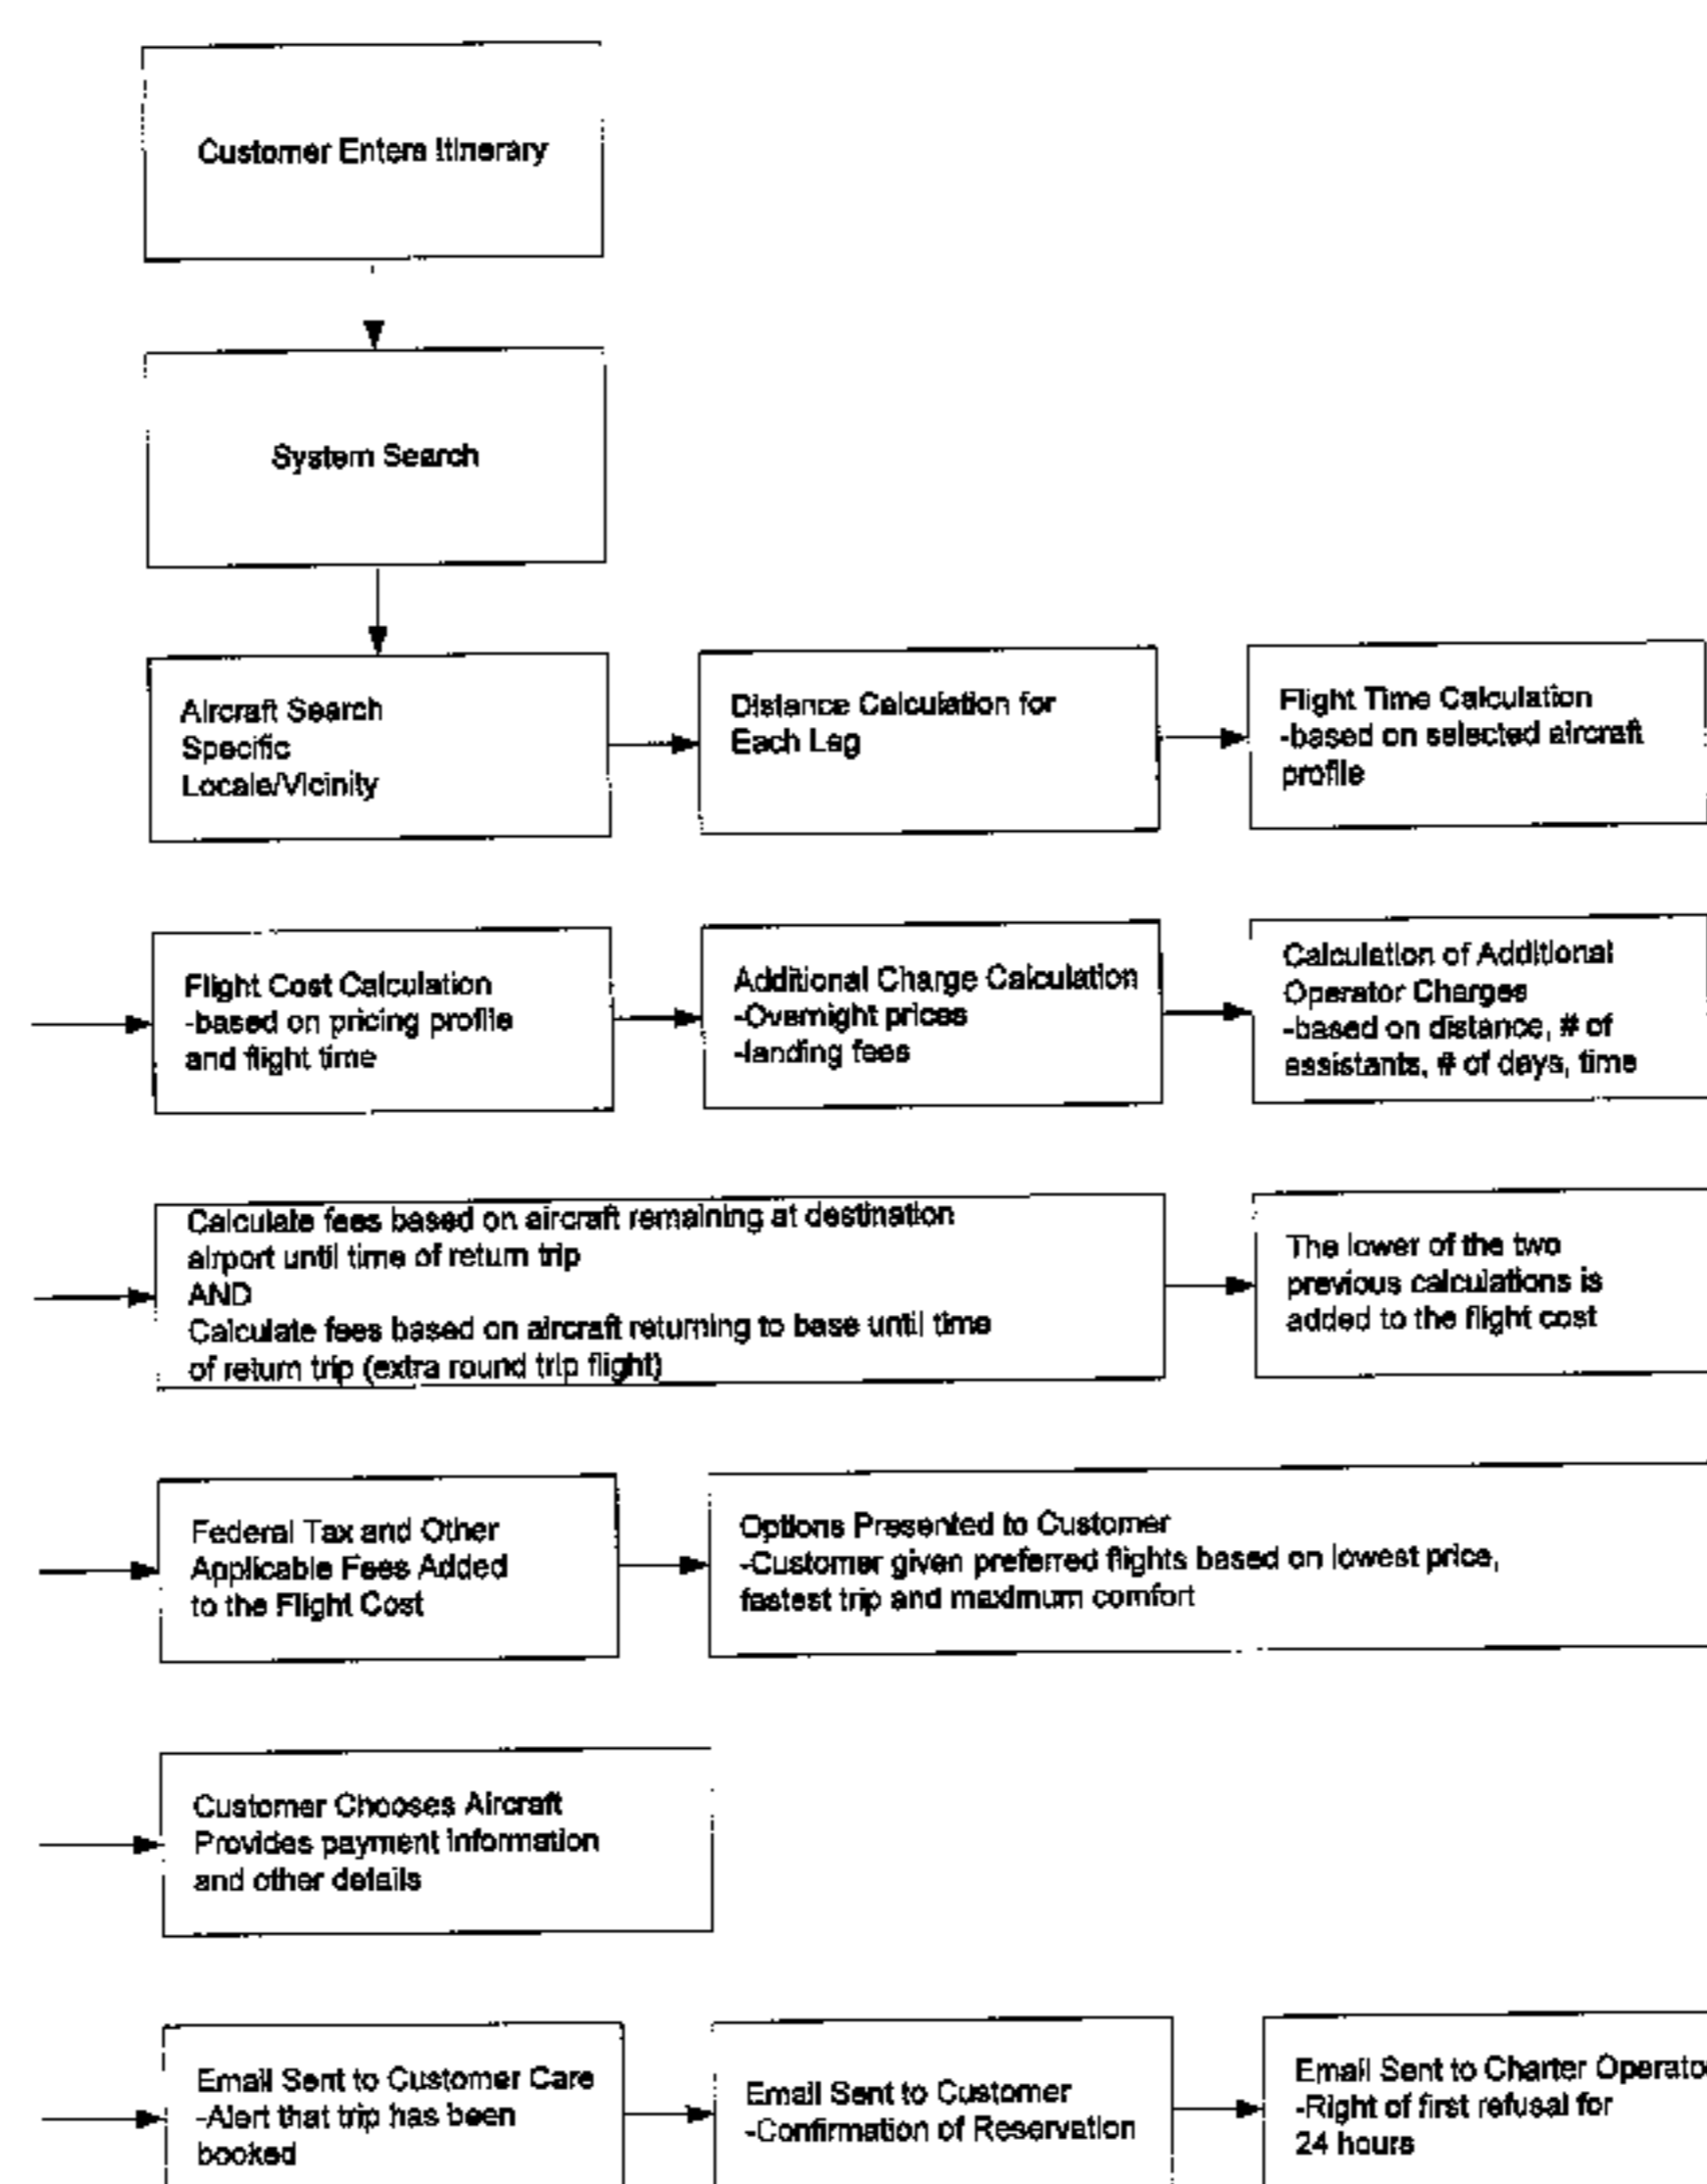 Customer Enters Itinerary
System Search
Aircraft Search
Specific
Locale/Vicinity
Distance Calculation for
Each Leg
Flight Time Calculation
-based on selected aircraft
profile
Flight Cost Calculation
-based on pricing profile
and flight time
Additional Charge Calculation
-Overnight prices
-landing fees
Calculation of Additional
Operator Charges
-based on distance, # of
assistants, # of days, time
Calculate fees based on aircraft remaining at destination
airport until time of return trip
AND
Calculate fees based on aircraft returning to base until time
of return trip (extra round trip flight)
The lower of the two
previous calculations is
added to the flight cost
Federal Tax and Other
Applicable Fees Added
to the Flight Cost
Options Presented to Customer
-Customer given preferred flights based on lowest price,
fastest trip and maximum comfort
Customer Chooses Aircraft
Provides payment information
and other details
Email Sent to Customer Care
-Alert that trip has been
booked
Email Sent to Customer
-Confirmation of Reservation
Email Sent to Charter Operato
-Right of first refusal for
24 hours